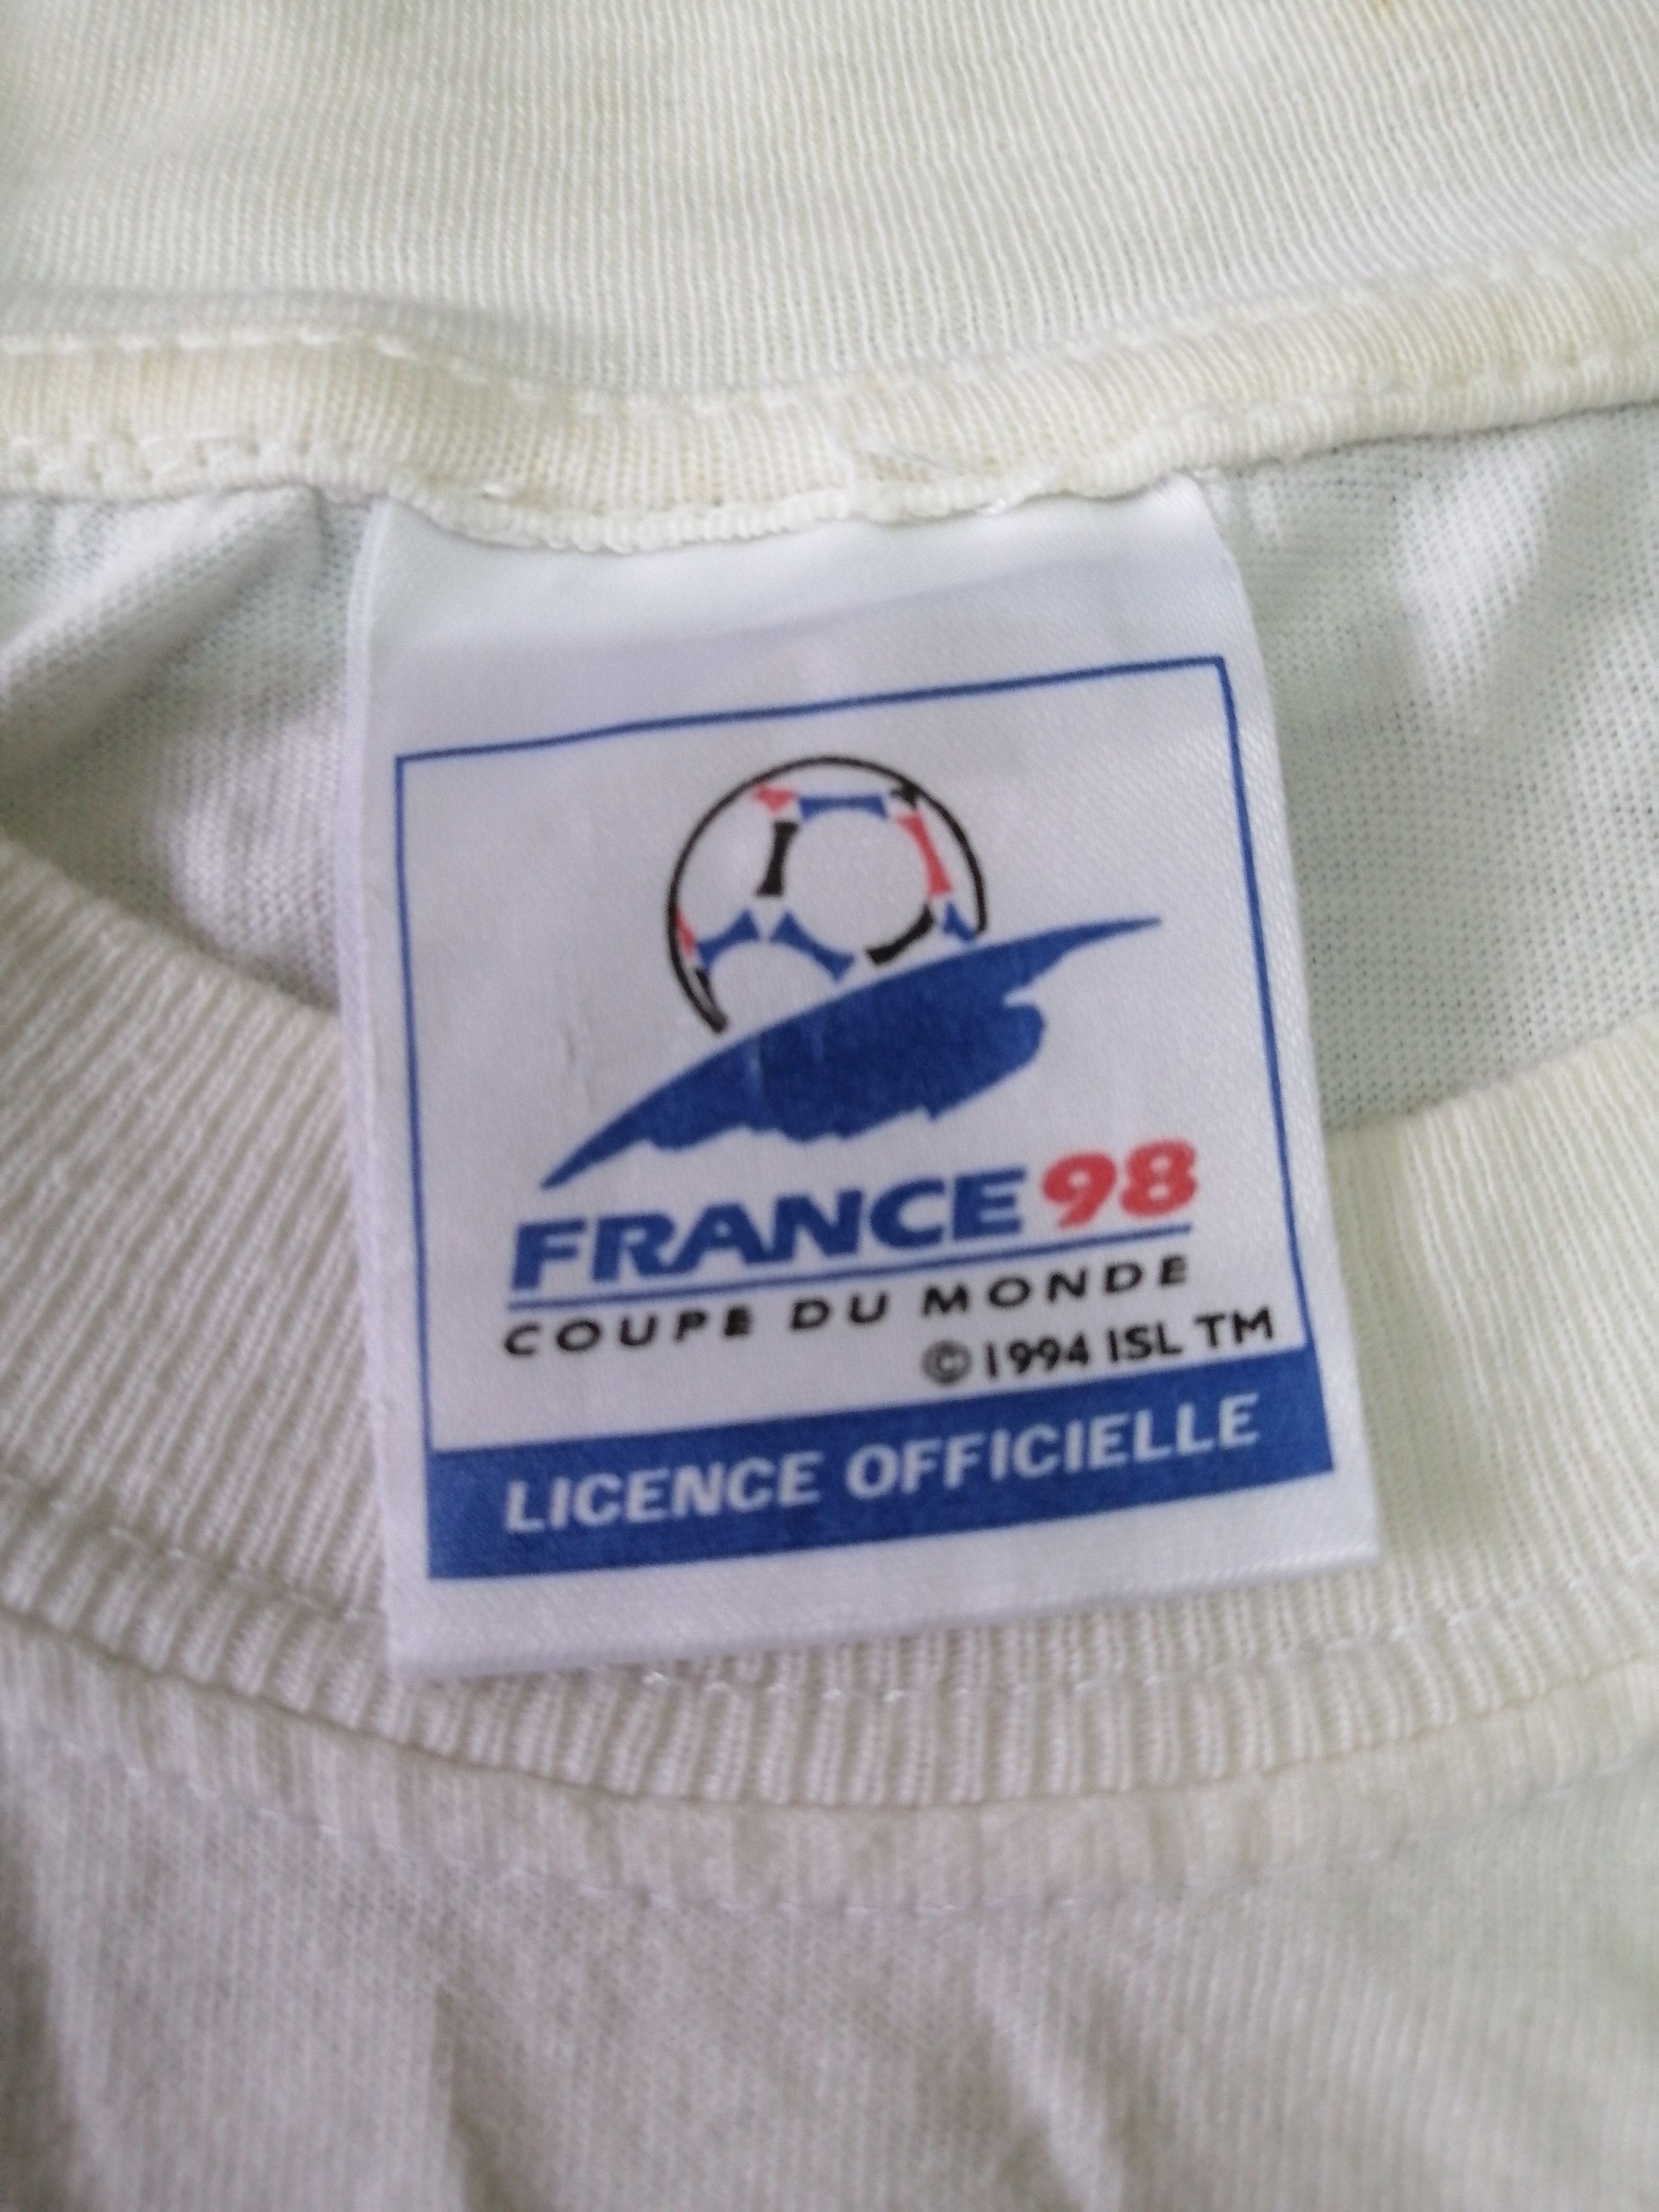 FRANCE 98
COUPE DU MONDE
©1994 ISL TM
LICENCE OFFICIELLE